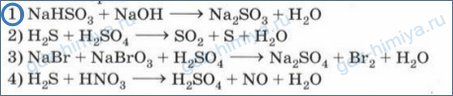 1) NaHSO₃ + NaOH ⟶ Na₂SO₃ + H₂O
2) H₂S + H₂SO₄ ⟶ SO₂ + S + H₂O
3) NaBr + NaBrO₃ + H₂SO₄ ⟶ Na₂SO₄ + Br₂ + H₂O
4) H₂S + HNO₃ ⟶ H₂SO₄ + NO + H₂O